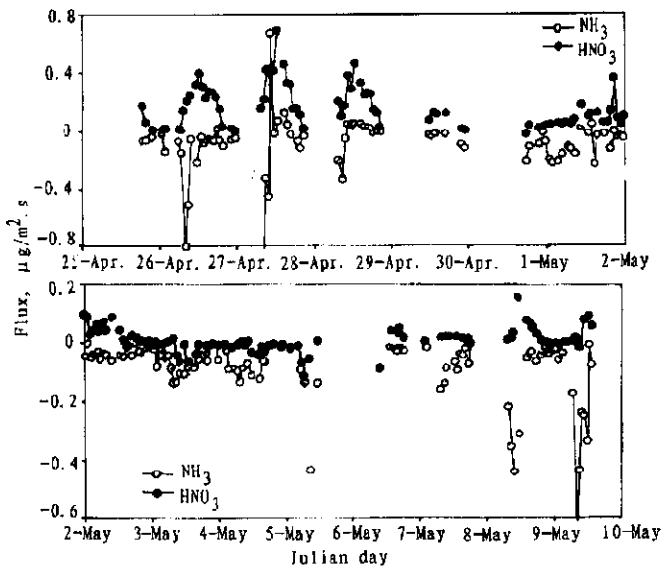 0.8
0.4
0
-0.4
-0.8
NH3
HNO3
25-Apr. 26-Apr. 27-Apr. 28-Apr. 29-Apr. 30-Apr. 1-May 2-May
Flux, μg/m².s
0.2
0
-0.2
-0.4
-0.6
NH3
HNO3
2-May 3-May 4-May 5-May 6-May 7-May 8-May 9-May 10-May
Julian day